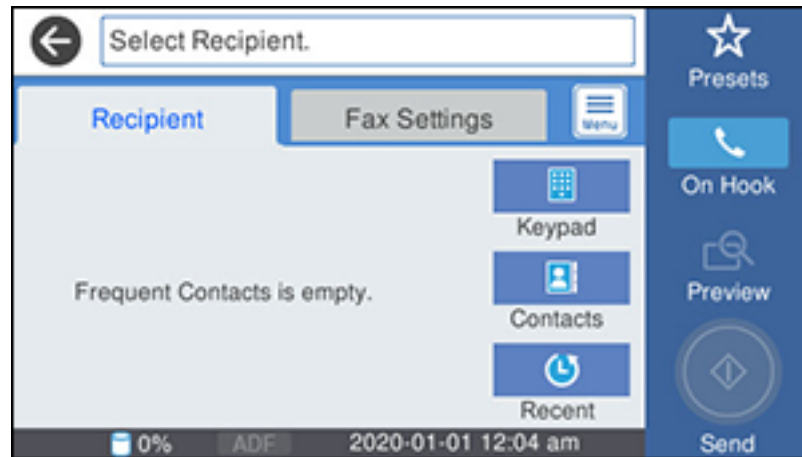 Select Recipient.
Presets
Recipient
Fax Settings
Menu
On Hook
Keypad
Frequent Contacts is empty.
Preview
Contacts
Recent
0%
ADF
2020-01-01 12:04 am
Send